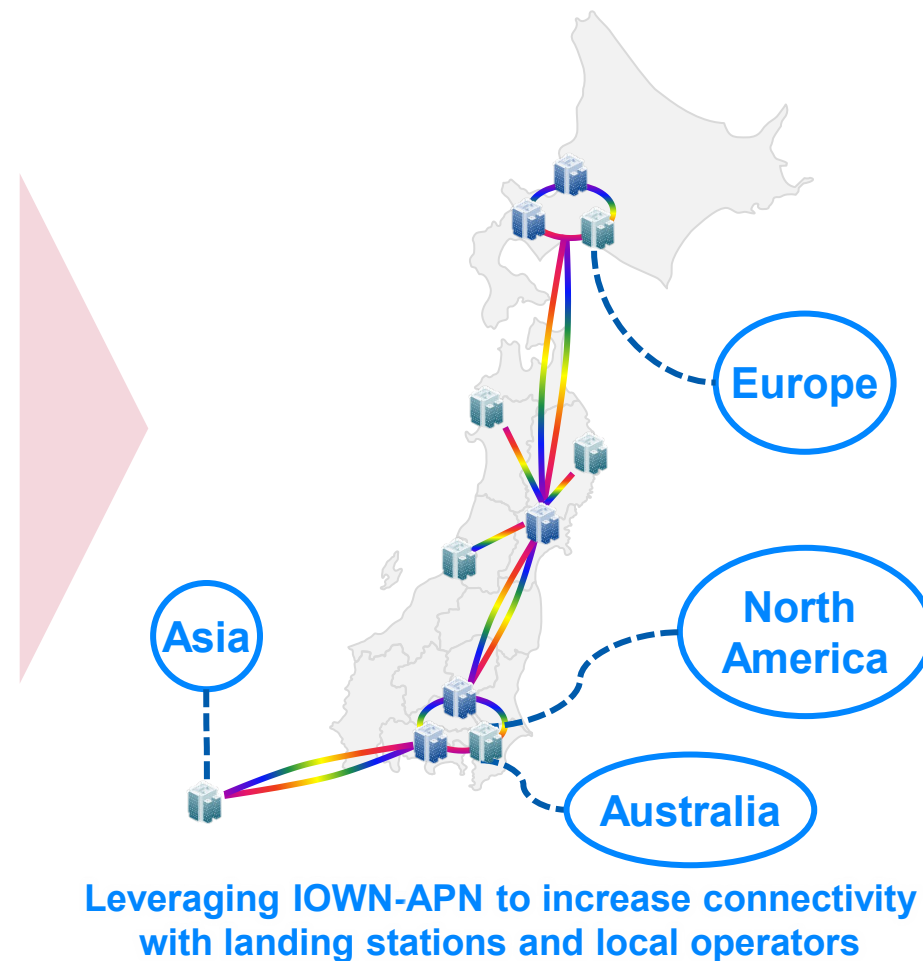 Europe
Asia
North
America
Australia
Leveraging IOWN-APN to increase connectivity
with landing stations and local operators